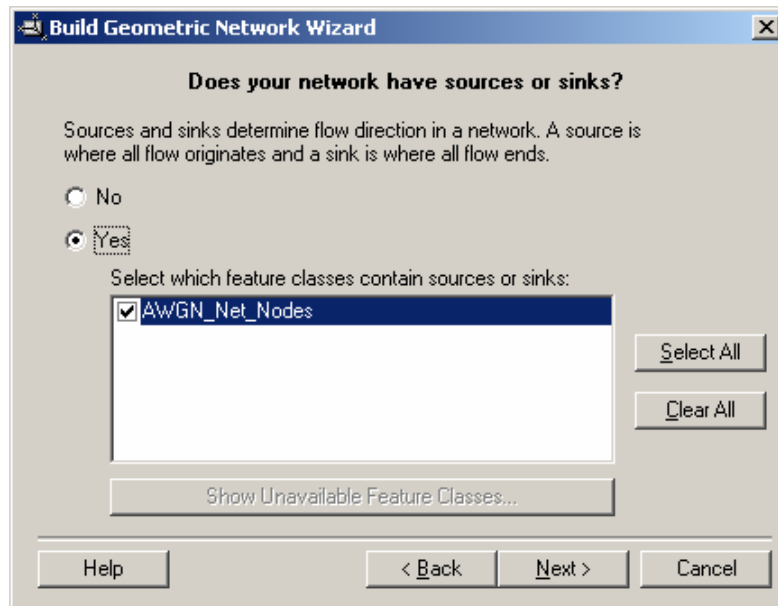 Build Geometric Network Wizard
Does your network have sources or sinks?
Sources and sinks determine flow direction in a network. A source is
where all flow originates and a sink is where all flow ends.
No
Yes
Select which feature classes contain sources or sinks:
AWGN_Net_Nodes
Select All
Clear All
Show Unavailable Feature Classes...
Help
< Back
Next >
Cancel